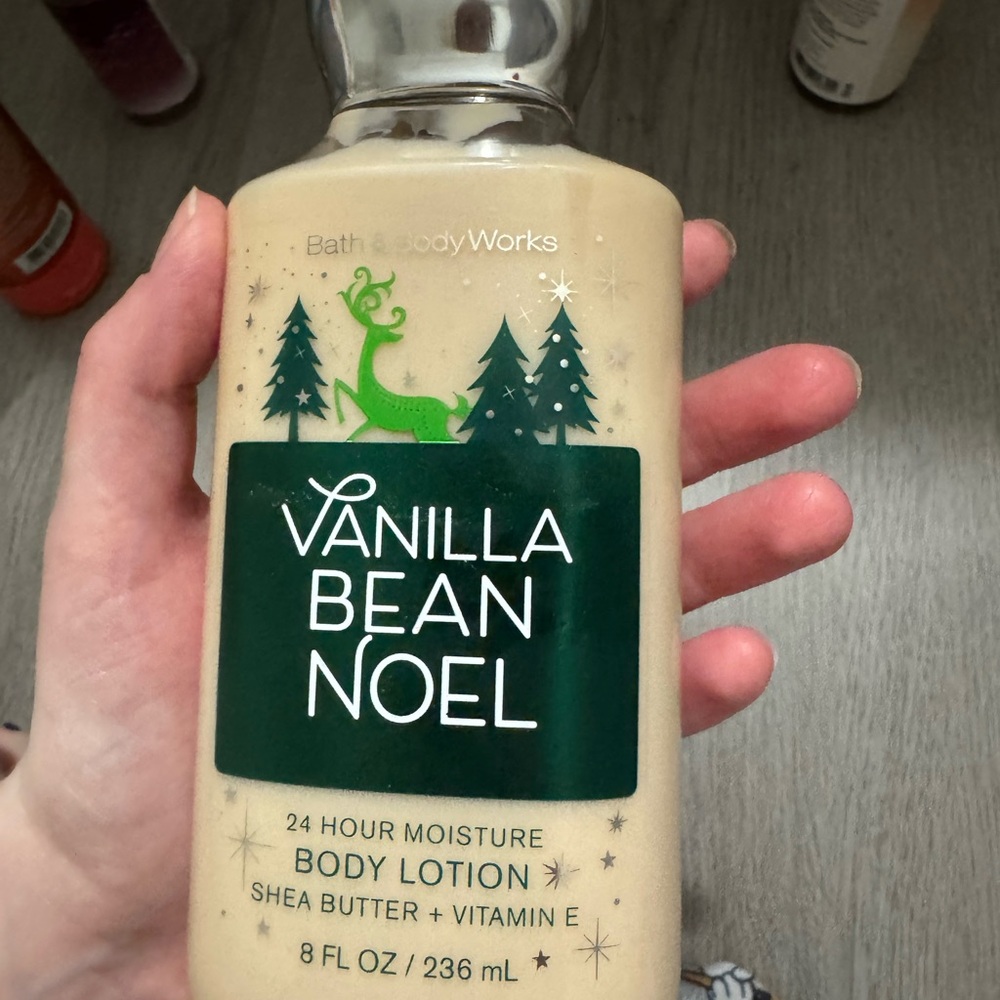 Bath & Body Works
VANILLA
BEAN
NOEL
24 HOUR MOISTURE
BODY LOTION
SHEA BUTTER + VITAMIN E
8 FL OZ / 236 mL